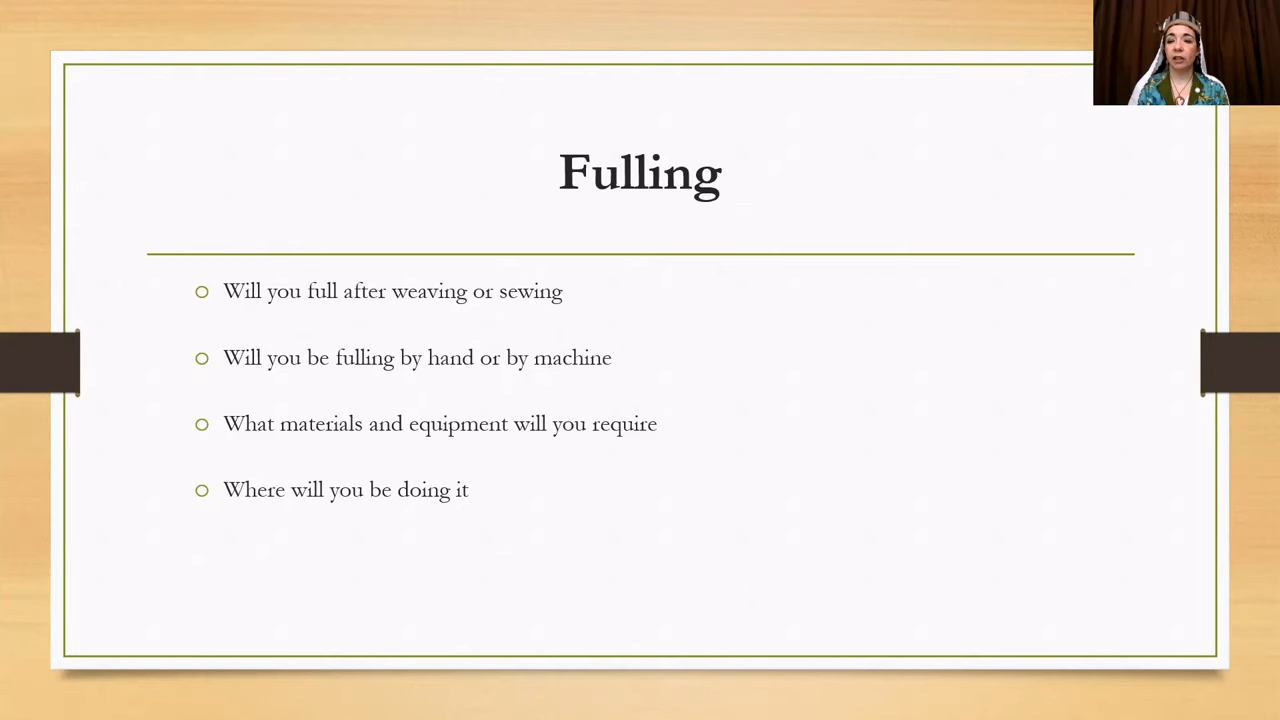 Fulling
Will you full after weaving or sewing
Will you be fulling by hand or by machine
What materials and equipment will you require
Where will you be doing it